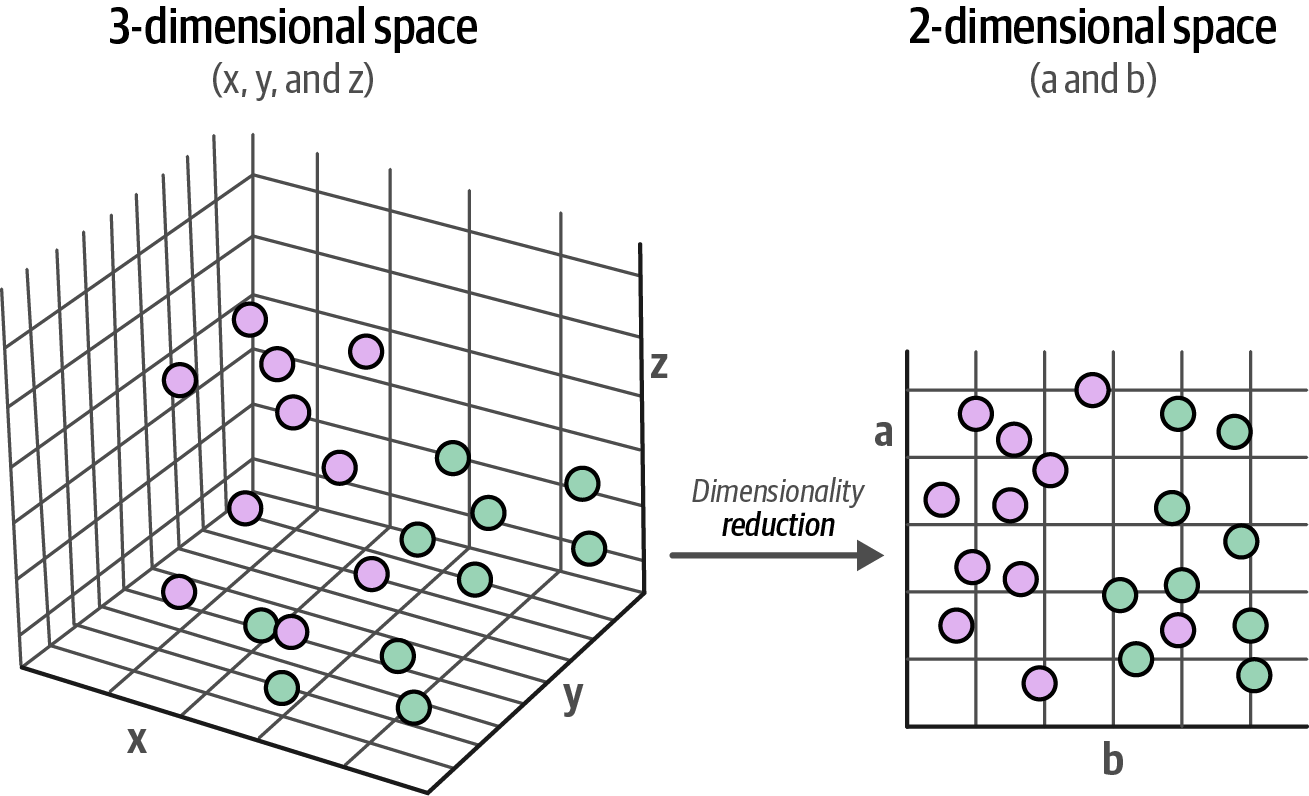 3-dimensional space
(x, y, and z)
z
y
x
Dimensionality
reduction
2-dimensional space
(a and b)
a
b